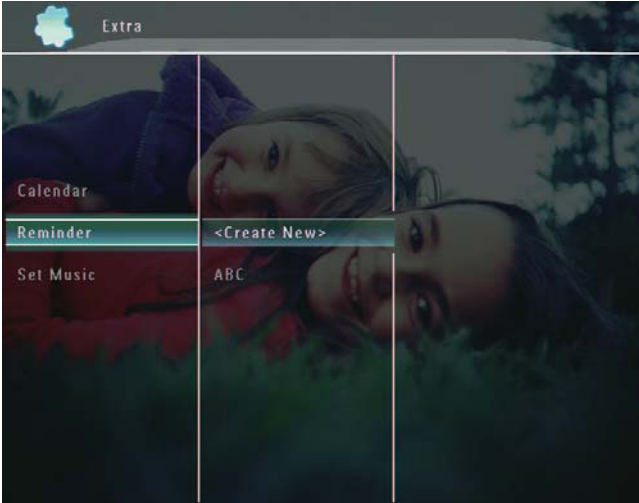 Extra
Calendar
Reminder
<Create New>
Set Music
ABC